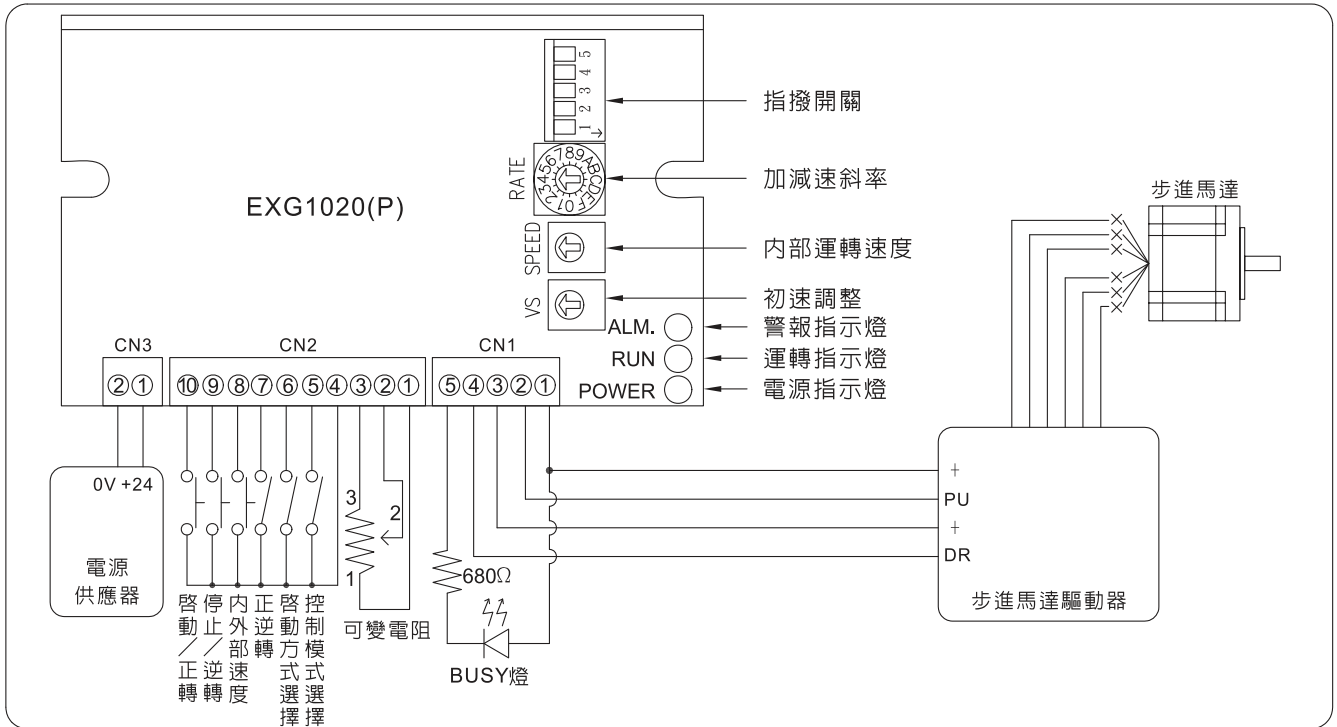 1 2 3 4 5
指撥開關
RATE
0123456789ABCDEF
加減速斜率
EXG1020(P)
SPEED
內部運轉速度
VS
初速調整
ALM.
警報指示燈
RUN
運轉指示燈
POWER
電源指示燈
步進馬達
CN3
CN2
CN1
②①
⑩⑨⑧⑦⑥⑤④③②①
⑤④③②①
0V +24
電源
供應器
啓動/正轉
停止/逆轉
內外部速度
正逆轉
啓動方式選擇
控制模式選擇
3
2
1
可變電阻
680Ω
BUSY燈
+
PU
+
DR
步進馬達驅動器